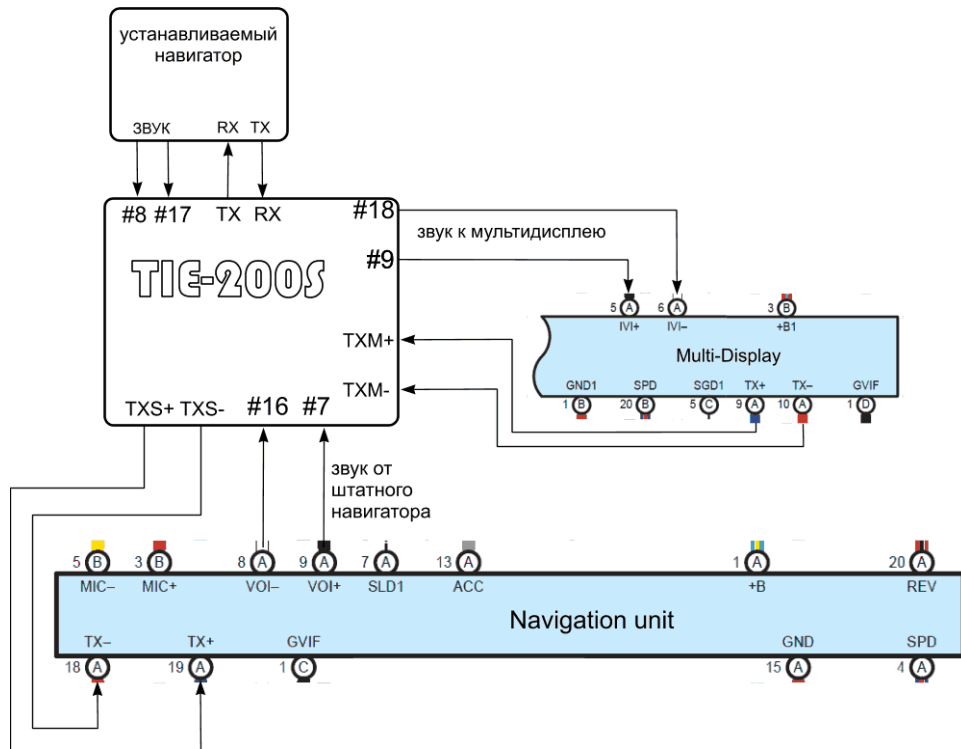 устанавливаемый
навигатор
ЗВУК RX TX
#8 #17 TX RX #18
звук к мультидисплею
#9
TIE-200S
5 A 6 A 3 B
IVI+ IVI− +B1
TXM+
Multi-Display
TXM-
GND1 SPD SGD1 TX+ TX− GVIF
1 B 20 B 5 C 9 A 10 A 1 D
TXS+ TXS- #16 #7
звук от
штатного
навигатора
5 B 3 B 8 A 9 A 7 A 13 A 1 A 20 A
MIC− MIC+ VOI− VOI+ SLD1 ACC +B REV
Navigation unit
TX− TX+ GVIF GND SPD
18 A 19 A 1 C 15 A 4 A